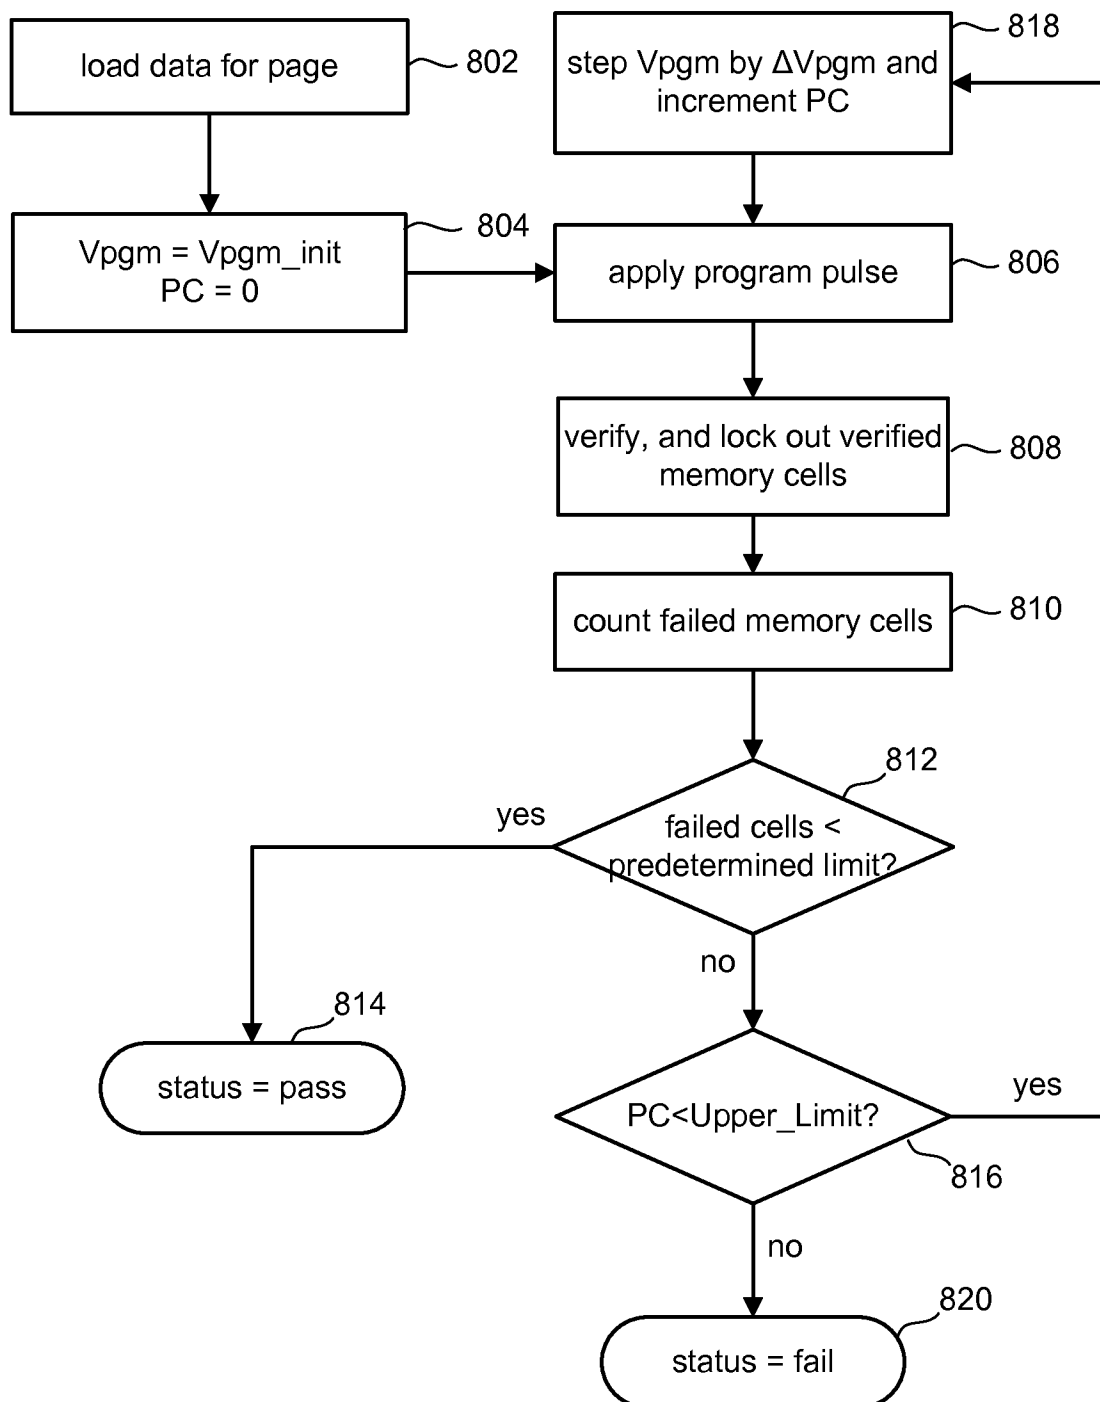 load data for page
802
step Vpgm by ΔVpgm and
increment PC
818
Vpgm = Vpgm_init
PC = 0
804
apply program pulse
806
verify, and lock out verified
memory cells
808
count failed memory cells
810
812
failed cells <
predetermined limit?
yes
no
814
status = pass
PC<Upper_Limit?
yes
816
no
820
status = fail